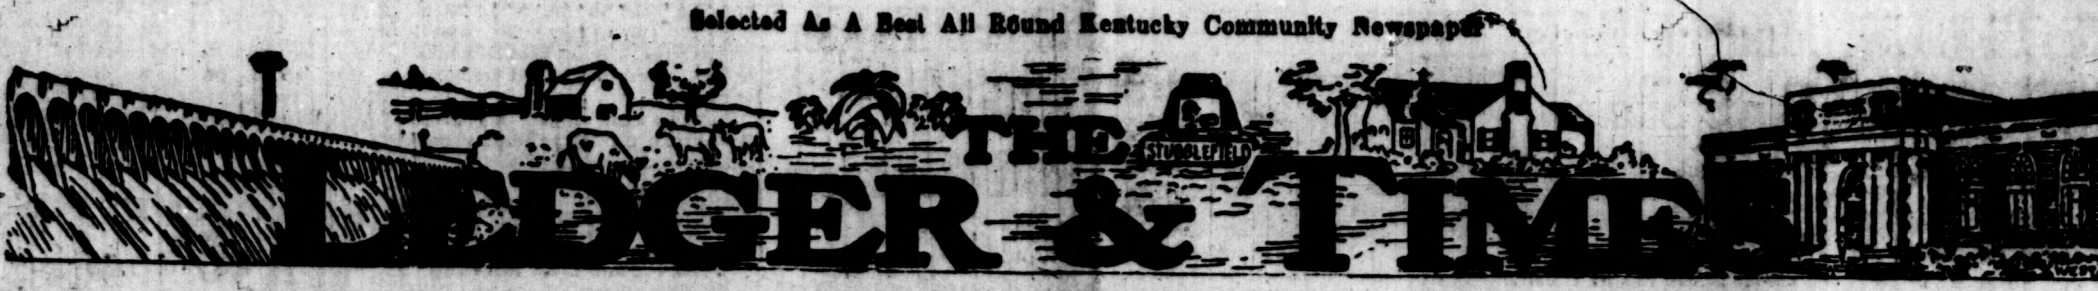 Selected As A Best All Round Kentucky Community Newspaper
THE
STUBBLEFIELD
LEDGER & TIMES